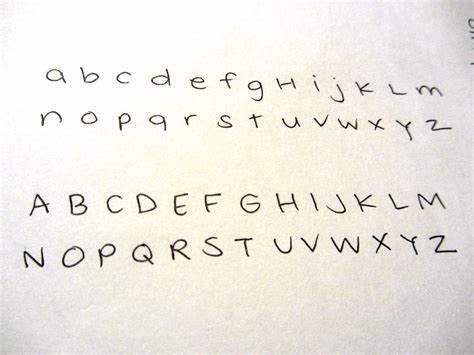 a b c d e f g H i j K L m
n o p q r s t u v w x y z
A B C D E F G H I J K L M
N O P Q R S T U V W X Y Z